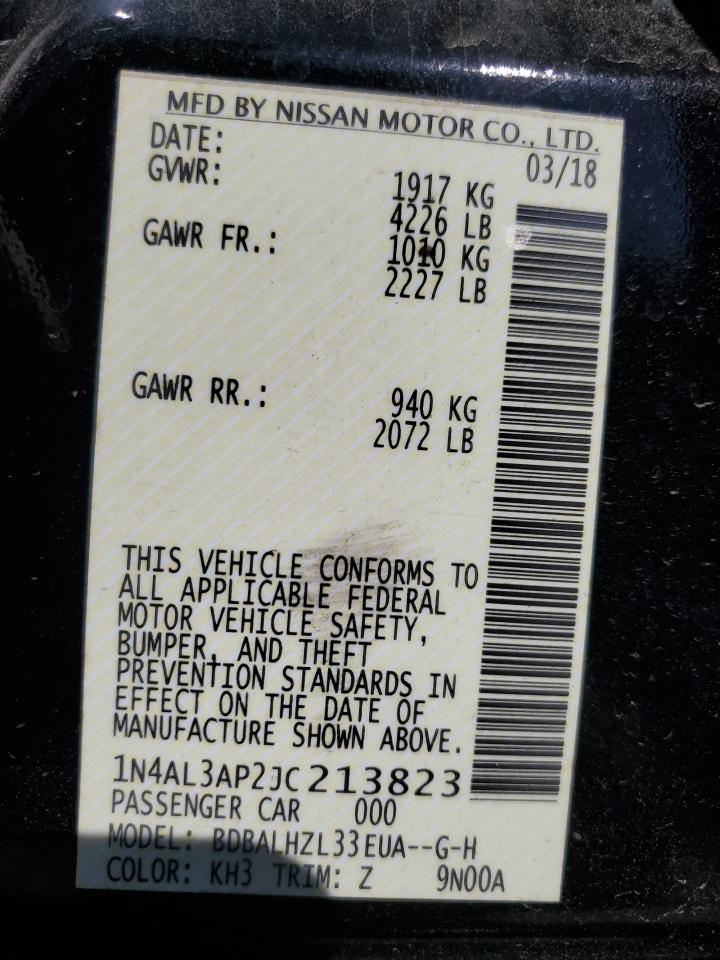 MFD BY NISSAN MOTOR CO., LTD.
DATE: 03/18
GVWR: 1917 KG
4226 LB
GAWR FR.: 1010 KG
2227 LB
GAWR RR.: 940 KG
2072 LB
THIS VEHICLE CONFORMS TO
ALL APPLICABLE FEDERAL
MOTOR VEHICLE SAFETY,
BUMPER, AND THEFT
PREVENTION STANDARDS IN
EFFECT ON THE DATE OF
MANUFACTURE SHOWN ABOVE.
1N4AL3AP2JC213823
PASSENGER CAR 000
MODEL: BDBALHZL33EUA--G-H
COLOR: KH3 TRIM: Z 9N00A